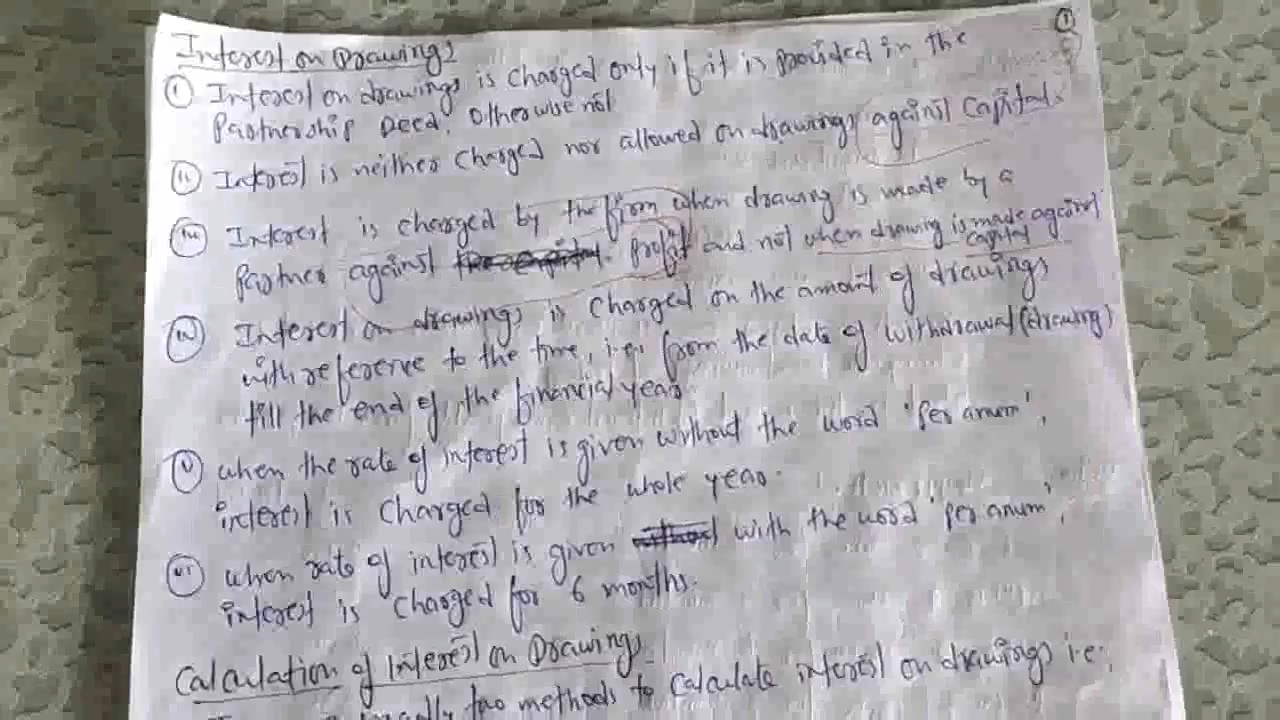 ①
Interest on Drawings
① Interest on drawings is charged only if it is provided in the
Partnership Deed. Otherwise not
ⓘⓘ Interest is neither charged nor allowed on drawings against capital.
ⓘⓘⓘ Interest is charged by the firm when drawing is made by a
Partner against profit and not when drawing is made against
capital
ⓘⓥ Interest on drawings is charged on the amount of drawings
with reference to the time, i.e. from the date of withdrawal (drawing)
till the end of the financial year.
ⓥ when the rate of interest is given without the word 'Per anum',
interest is charged for the whole year.
ⓥⓘ when rate of interest is given with the word 'per anum',
interest is charged for 6 months.
Calculation of Interest on Drawings
two methods to calculate interest on drawings i.e.